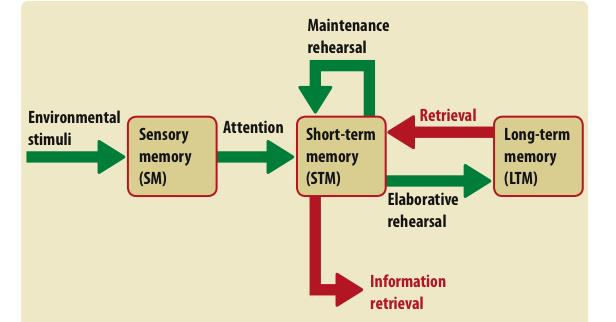 Maintenance
rehearsal
Environmental
stimuli
Sensory
memory
(SM)
Attention
Short-term
memory
(STM)
Retrieval
Long-term
memory
(LTM)
Elaborative
rehearsal
Information
retrieval